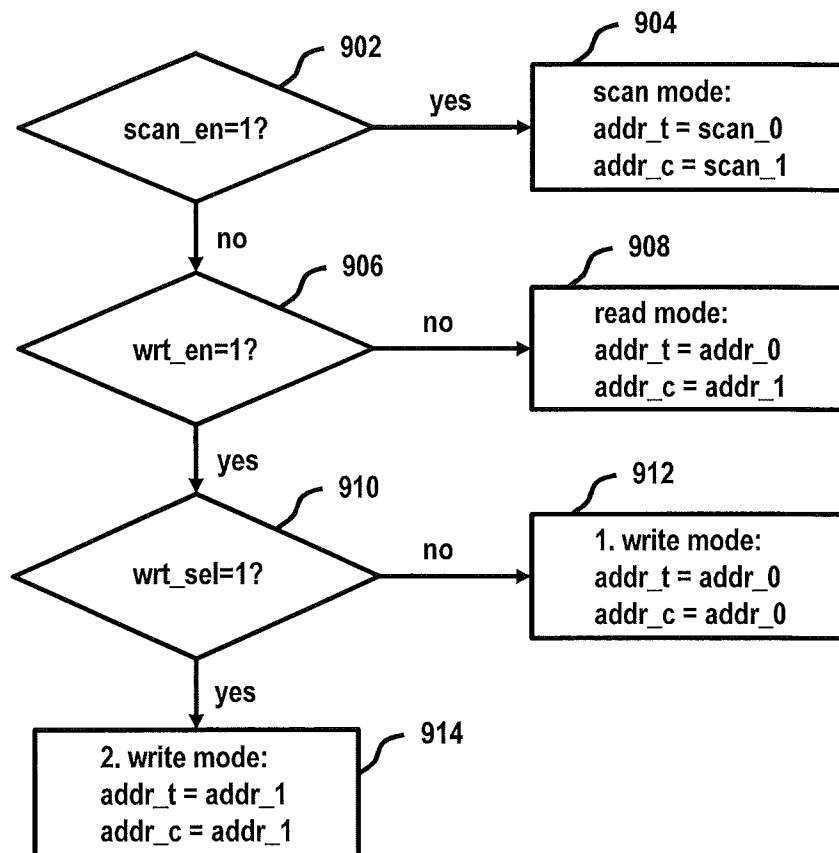 902
scan_en=1?
yes
904
scan mode:
addr_t = scan_0
addr_c = scan_1
no
906
wrt_en=1?
no
908
read mode:
addr_t = addr_0
addr_c = addr_1
yes
910
wrt_sel=1?
no
912
1. write mode:
addr_t = addr_0
addr_c = addr_0
yes
914
2. write mode:
addr_t = addr_1
addr_c = addr_1